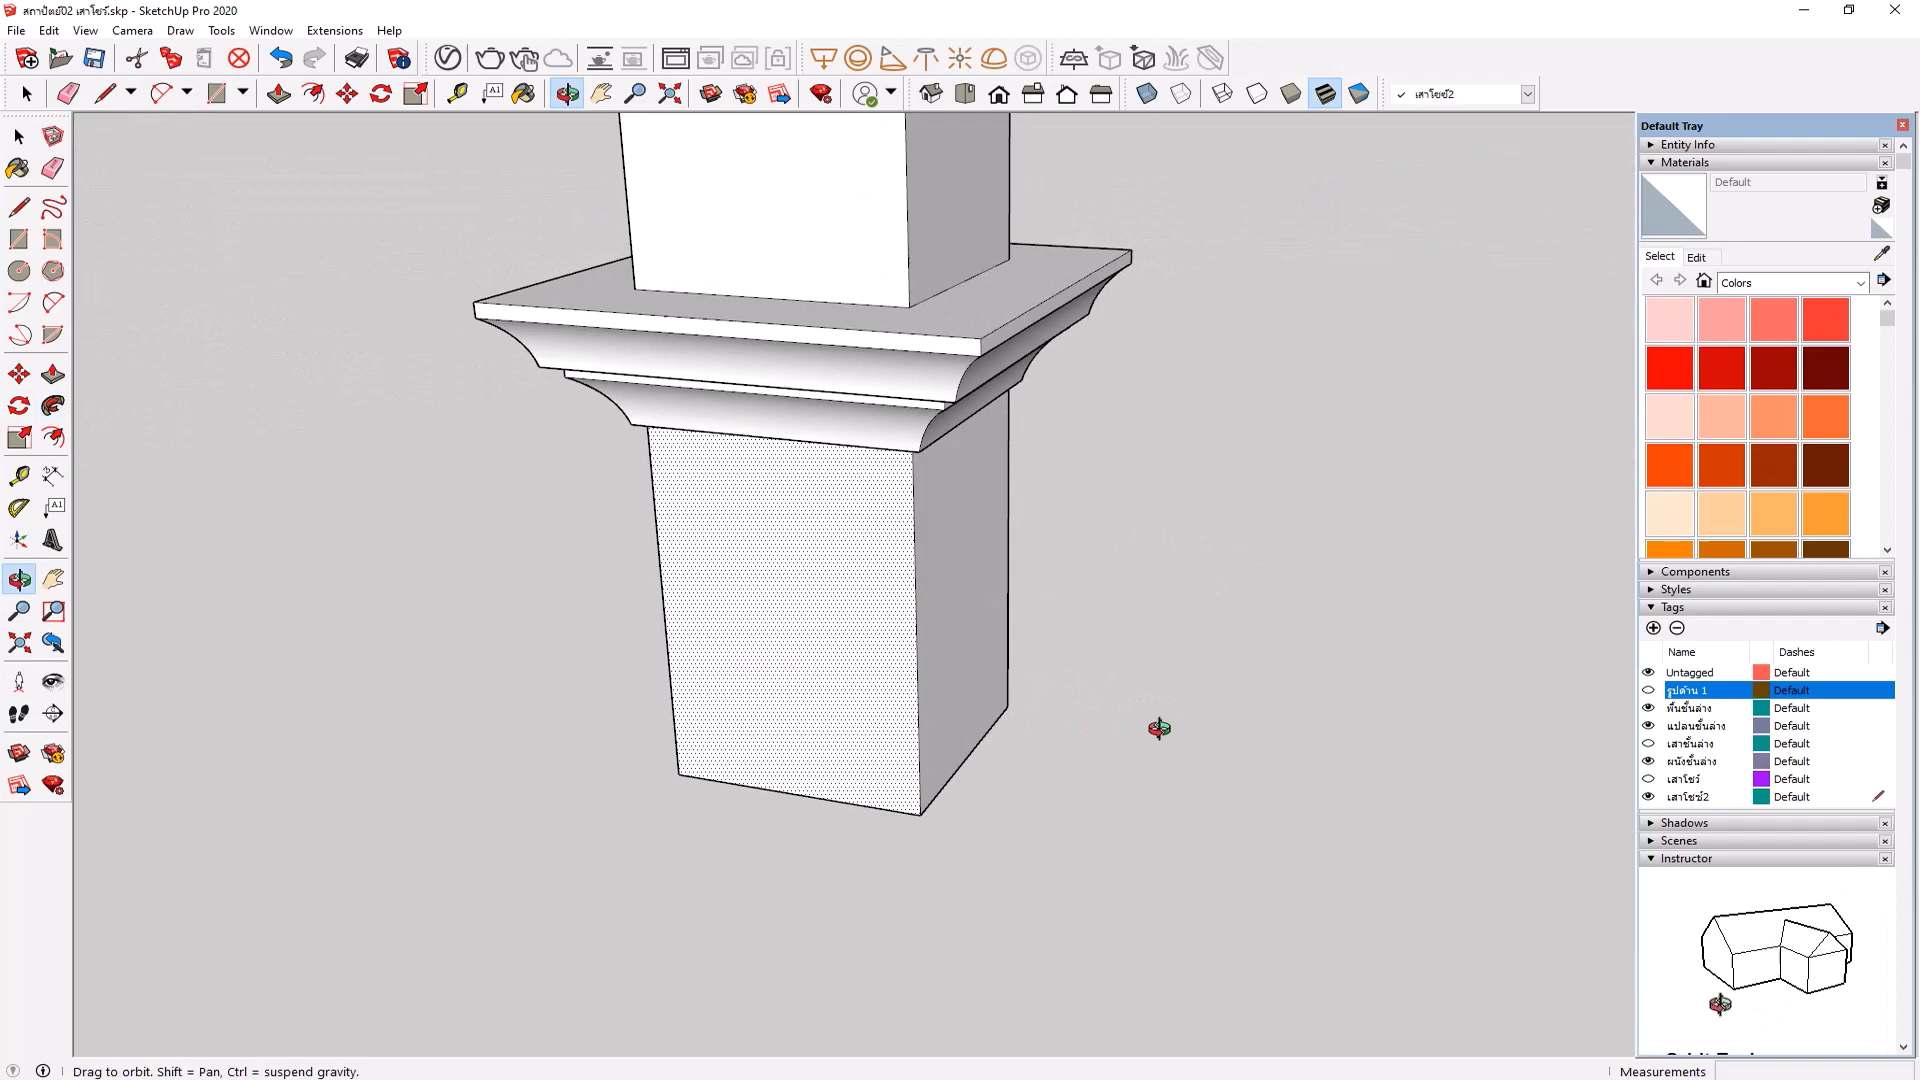 สถาปัตย์02 เสาโชร์.skp - SketchUp Pro 2020
File Edit View Camera Draw Tools Window Extensions Help
A1
เสาโชช์2
Default Tray
Entity Info
Materials
Default
Select Edit
Colors
Components
Styles
Tags
Name Dashes
Untagged Default
รูปด้าน 1 Default
พื้นชั้นล่าง Default
แปลนชั้นล่าง Default
เสาชั้นล่าง Default
ผนังชั้นล่าง Default
เสาโชร์ Default
เสาโชช์2 Default
Shadows
Scenes
Instructor
A1
Drag to orbit. Shift = Pan, Ctrl = suspend gravity.
Measurements